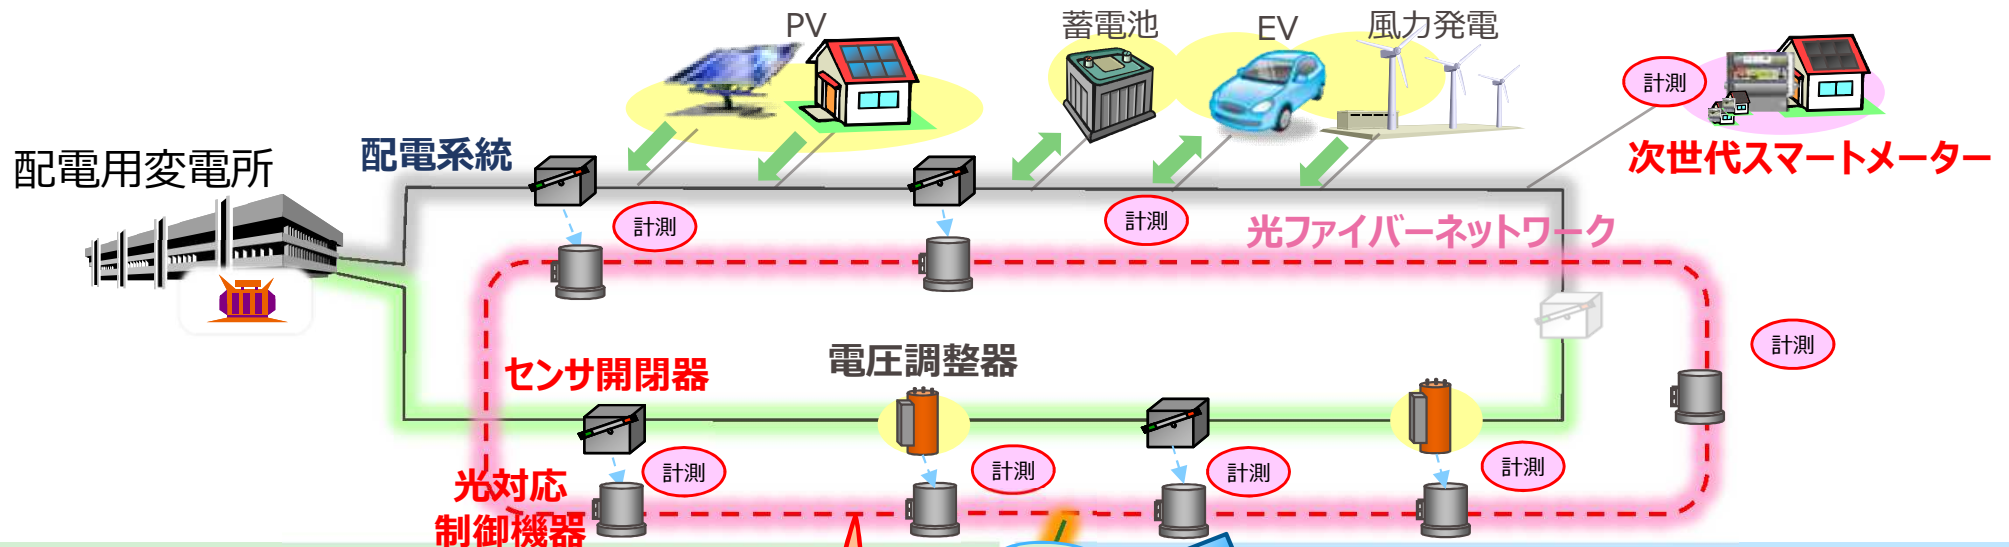 PV
蓄電池
EV
風力発電
計測
配電系統
配電用変電所
次世代スマートメーター
計測
計測
光ファイバーネットワーク
計測
センサ開閉器
電圧調整器
計測
計測
計測
計測
光対応
制御機器